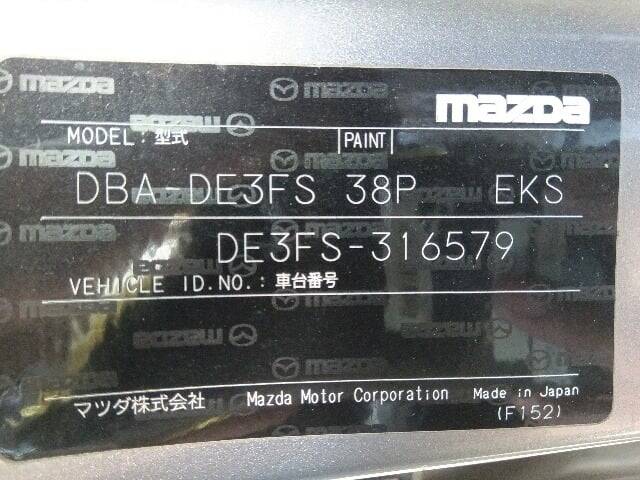 mazda
MODEL: 型式 PAINT
DBA-DE3FS 38P EKS
DE3FS-316579
VEHICLE ID.NO.: 車台番号
マツダ株式会社 Mazda Motor Corporation Made in Japan
(F152)